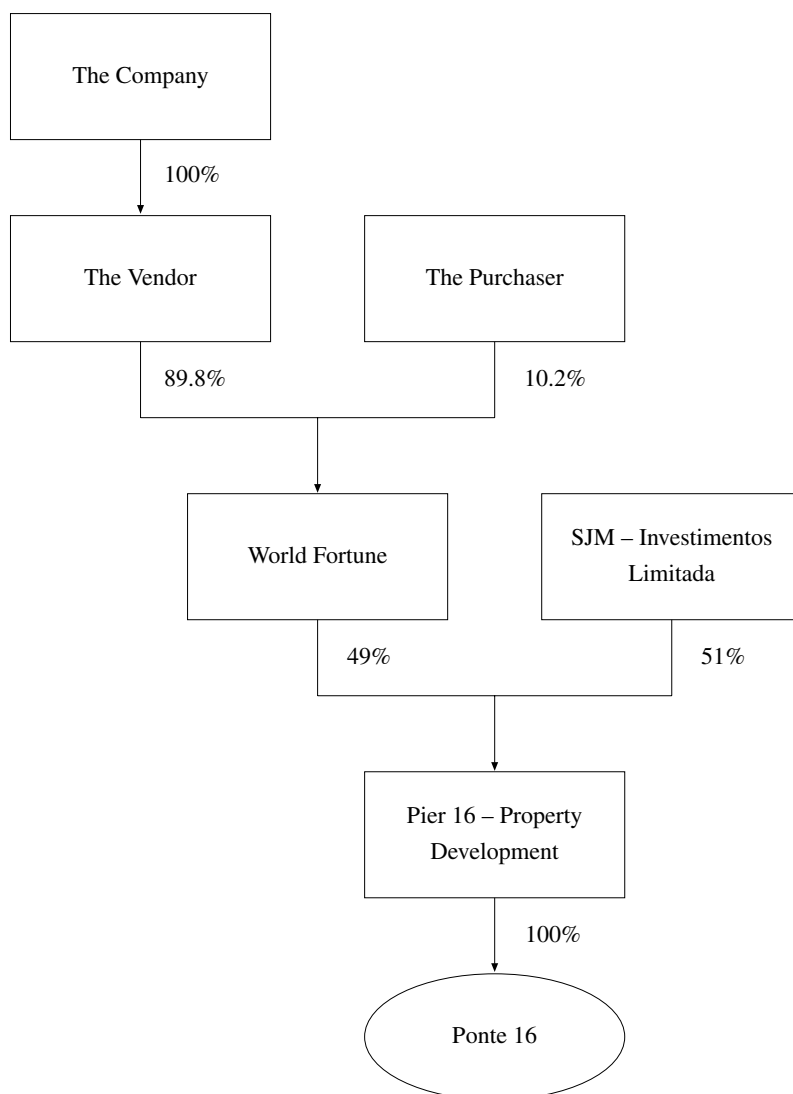 The Company
100%
The Vendor
The Purchaser
89.8%
10.2%
World Fortune
SJM – Investimentos
Limitada
49%
51%
Pier 16 – Property
Development
100%
Ponte 16